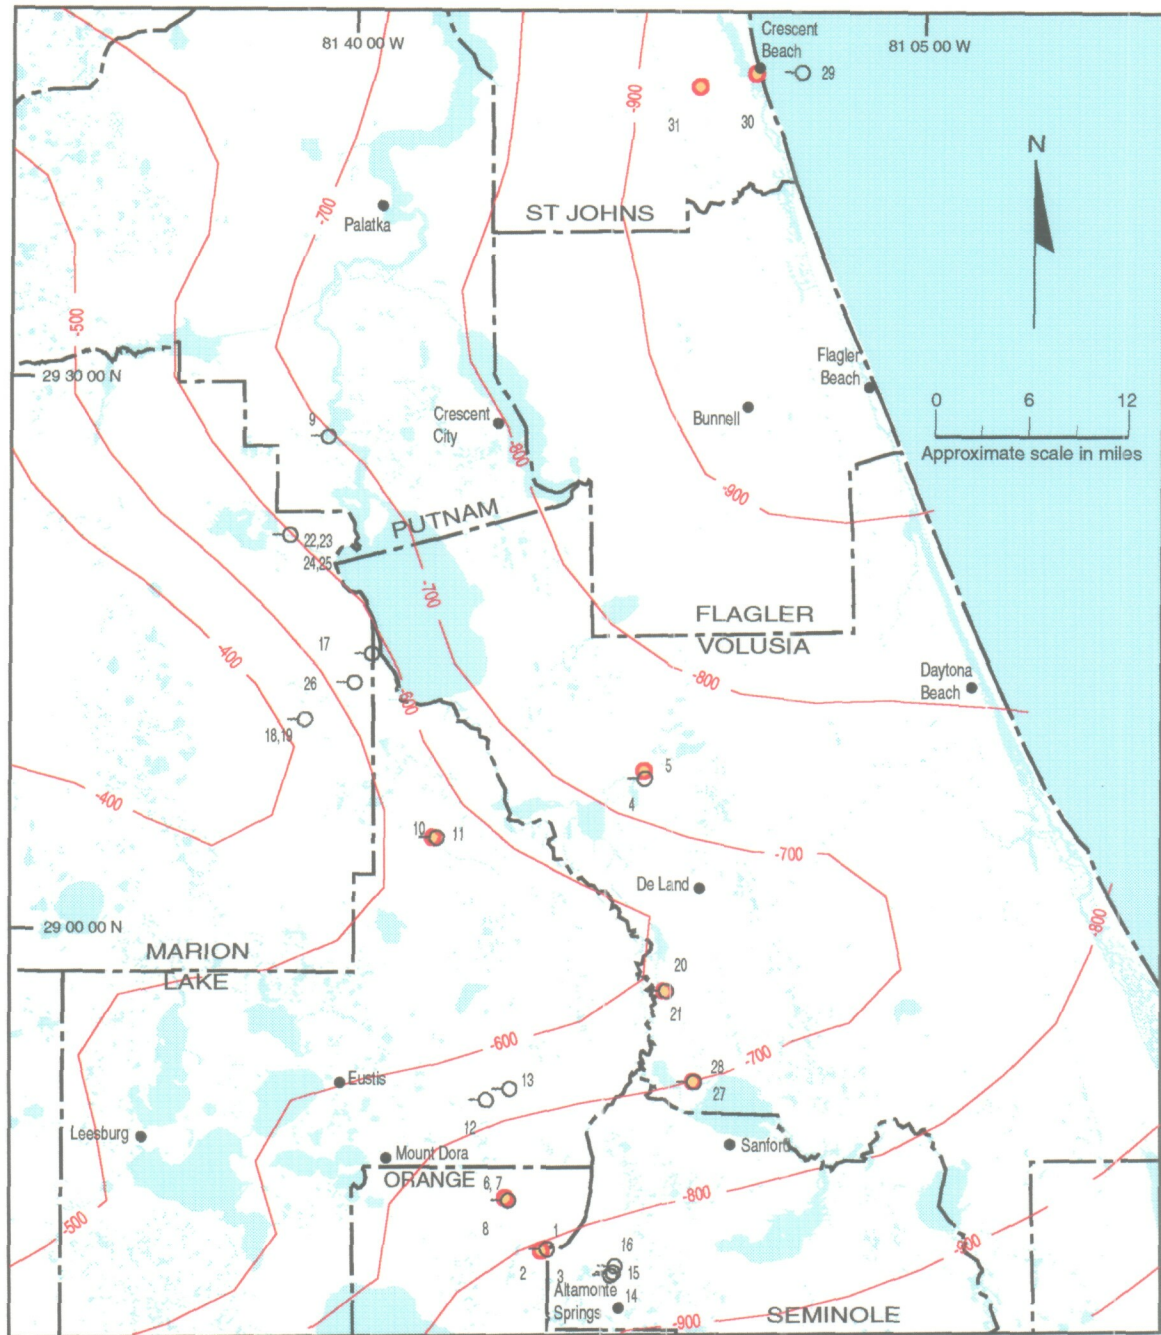 81 40 00 W
Crescent
Beach
81 05 00 W
29
-900
31
30
N
-700
ST JOHNS
Palatka
-500
Flagler
Beach
29 30 00 N
0 6 12
Crescent
City
Bunnell
9
-800
Approximate scale in miles
-900
PUTNAM
22,23
24,25
-700
FLAGLER
VOLUSIA
17
-400
26
-800
Daytona
Beach
-600
18,19
5
4
-400
10
11
-700
De Land
-800
29 00 00 N
MARION
LAKE
20
21
-600
-700
28
27
13
12
Eustis
Leesburg
Sanford
Mount Dora
ORANGE
6, 7
8
-800
-500
1
2
3
16
15
14
-900
Altamonte
Springs
SEMINOLE
-900